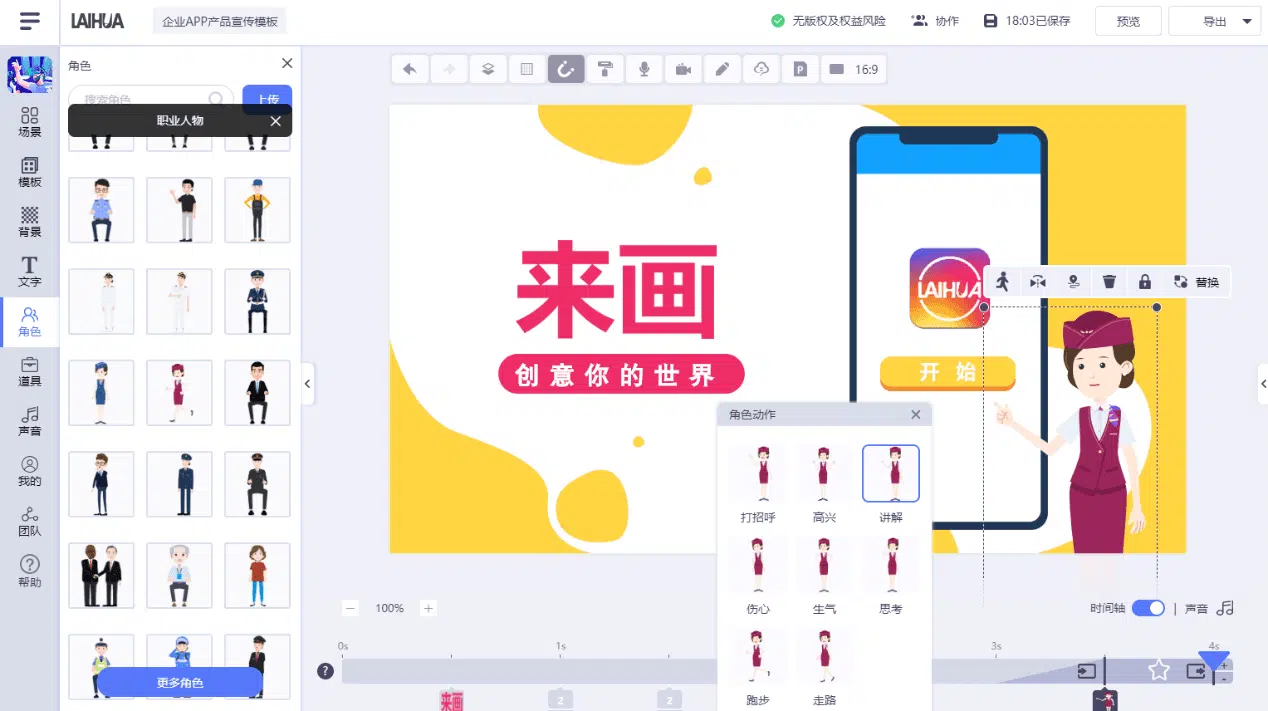 LAIHUA
企业APP产品宣传模板
无版权及权益风险
协作
18:03已保存
预览
导出
角色
搜索角色
上传
职业人物
场景
模板
背景
T
文字
角色
道具
声音
我的
团队
帮助
更多角色
P
16:9
来画
创意你的世界
LAIHUA
开始
替换
角色动作
打招呼
高兴
讲解
伤心
生气
思考
跑步
走路
100%
时间轴
声音
0s
1s
3s
4s
?
来画
2
2